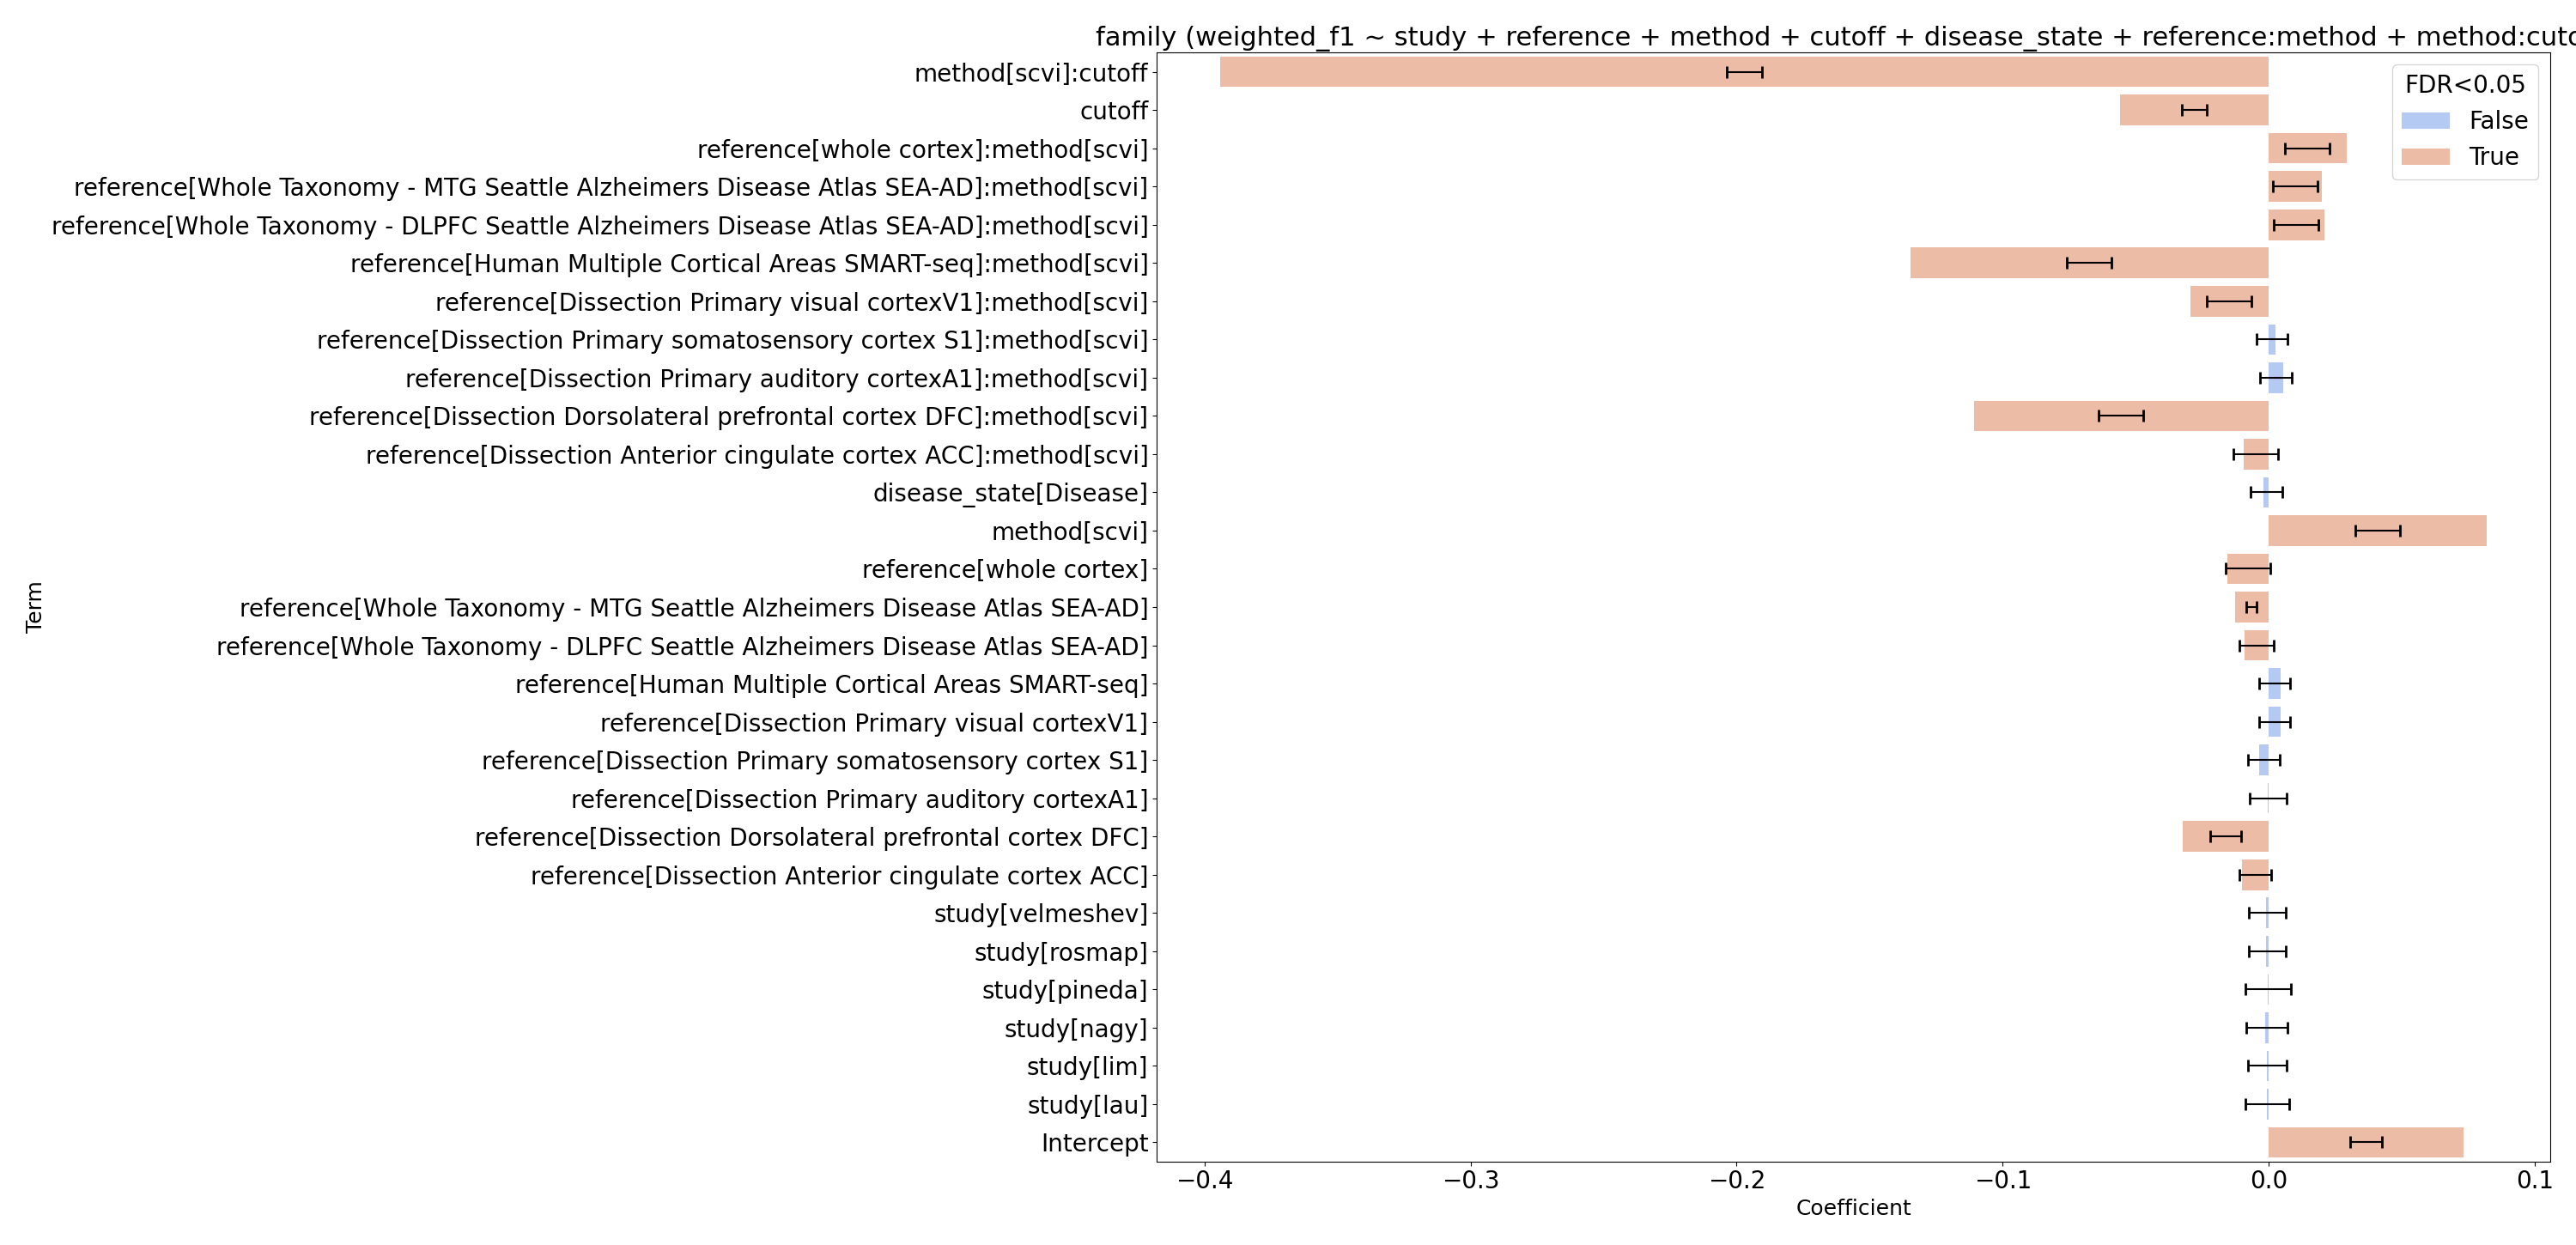 family (weighted_f1 ~ study + reference + method + cutoff + disease_state + reference:method + method:cuto
method[scvi]:cutoff
cutoff
reference[whole cortex]:method[scvi]
reference[Whole Taxonomy - MTG Seattle Alzheimers Disease Atlas SEA-AD]:method[scvi]
reference[Whole Taxonomy - DLPFC Seattle Alzheimers Disease Atlas SEA-AD]:method[scvi]
reference[Human Multiple Cortical Areas SMART-seq]:method[scvi]
reference[Dissection Primary visual cortexV1]:method[scvi]
reference[Dissection Primary somatosensory cortex S1]:method[scvi]
reference[Dissection Primary auditory cortexA1]:method[scvi]
reference[Dissection Dorsolateral prefrontal cortex DFC]:method[scvi]
reference[Dissection Anterior cingulate cortex ACC]:method[scvi]
disease_state[Disease]
method[scvi]
reference[whole cortex]
reference[Whole Taxonomy - MTG Seattle Alzheimers Disease Atlas SEA-AD]
reference[Whole Taxonomy - DLPFC Seattle Alzheimers Disease Atlas SEA-AD]
reference[Human Multiple Cortical Areas SMART-seq]
reference[Dissection Primary visual cortexV1]
reference[Dissection Primary somatosensory cortex S1]
reference[Dissection Primary auditory cortexA1]
reference[Dissection Dorsolateral prefrontal cortex DFC]
reference[Dissection Anterior cingulate cortex ACC]
study[velmeshev]
study[rosmap]
study[pineda]
study[nagy]
study[lim]
study[lau]
Intercept
Term
FDR<0.05
False
True
−0.4 −0.3 −0.2 −0.1 0.0 0.1
Coefficient